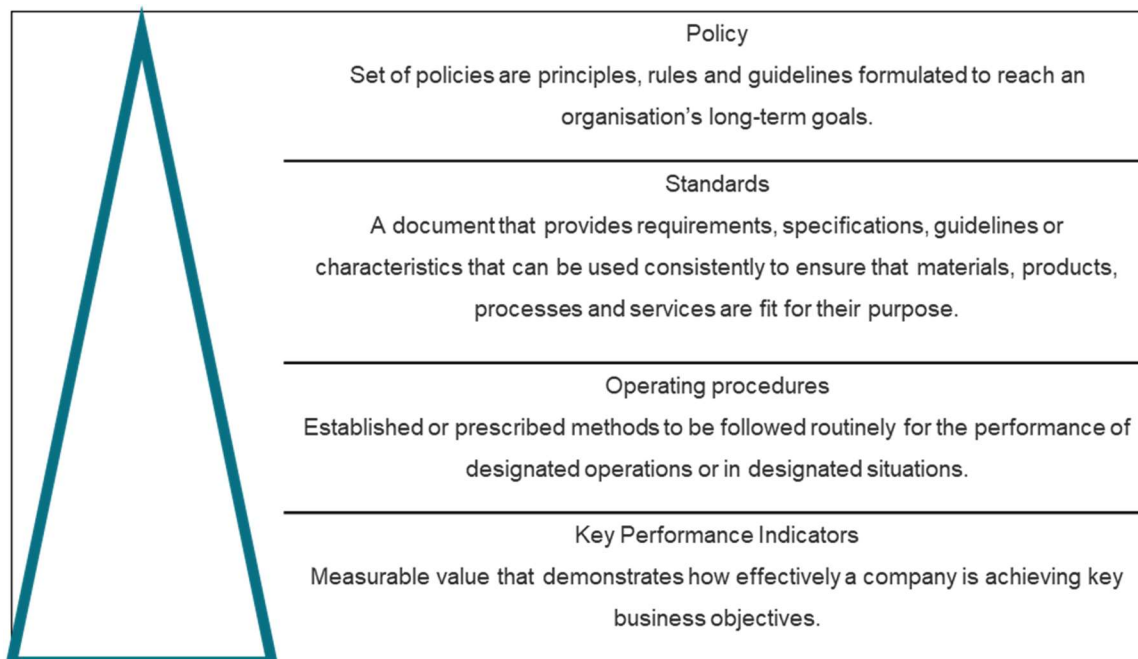 Policy
Set of policies are principles, rules and guidelines formulated to reach an
organisation's long-term goals.
Standards
A document that provides requirements, specifications, guidelines or
characteristics that can be used consistently to ensure that materials, products,
processes and services are fit for their purpose.
Operating procedures
Established or prescribed methods to be followed routinely for the performance of
designated operations or in designated situations.
Key Performance Indicators
Measurable value that demonstrates how effectively a company is achieving key
business objectives.